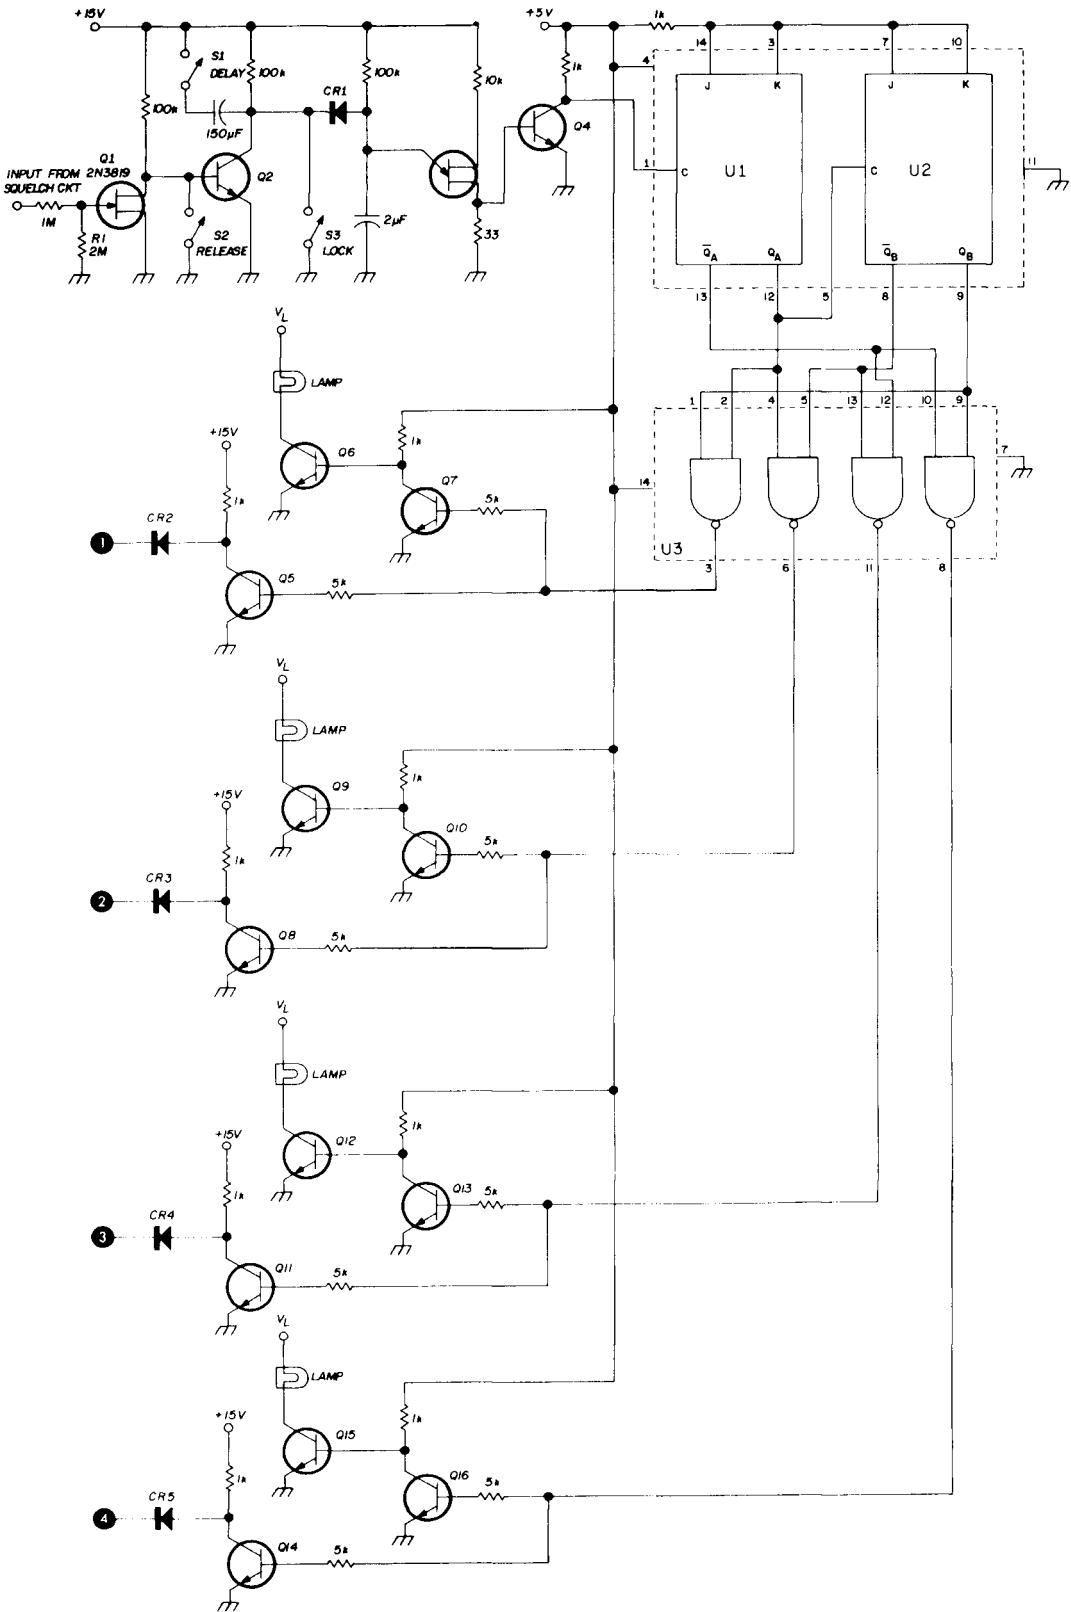 +15V
S1
DELAY
100k
150µF
100k
CR1
100k
10k
+5V
1k
1k
Q4
Q1
2N3819
INPUT FROM
SQUELCH CKT
1M
R1
2M
Q2
S2
RELEASE
S3
LOCK
2µF
33
14
3
7
10
4
J
K
J
K
1
C
U1
C
U2
11
Q̅A
QA
Q̅B
QB
13
12
5
8
9
VL
LAMP
+15V
1k
Q6
1k
Q7
5k
CR2
1
Q5
5k
1
2
4
5
13
12
10
9
7
14
U3
3
6
11
8
VL
LAMP
+15V
1k
Q9
1k
Q10
5k
CR3
2
Q8
5k
VL
LAMP
+15V
1k
Q12
1k
Q13
5k
CR4
3
Q11
5k
VL
LAMP
+15V
1k
Q15
1k
Q16
5k
CR5
4
Q14
5k